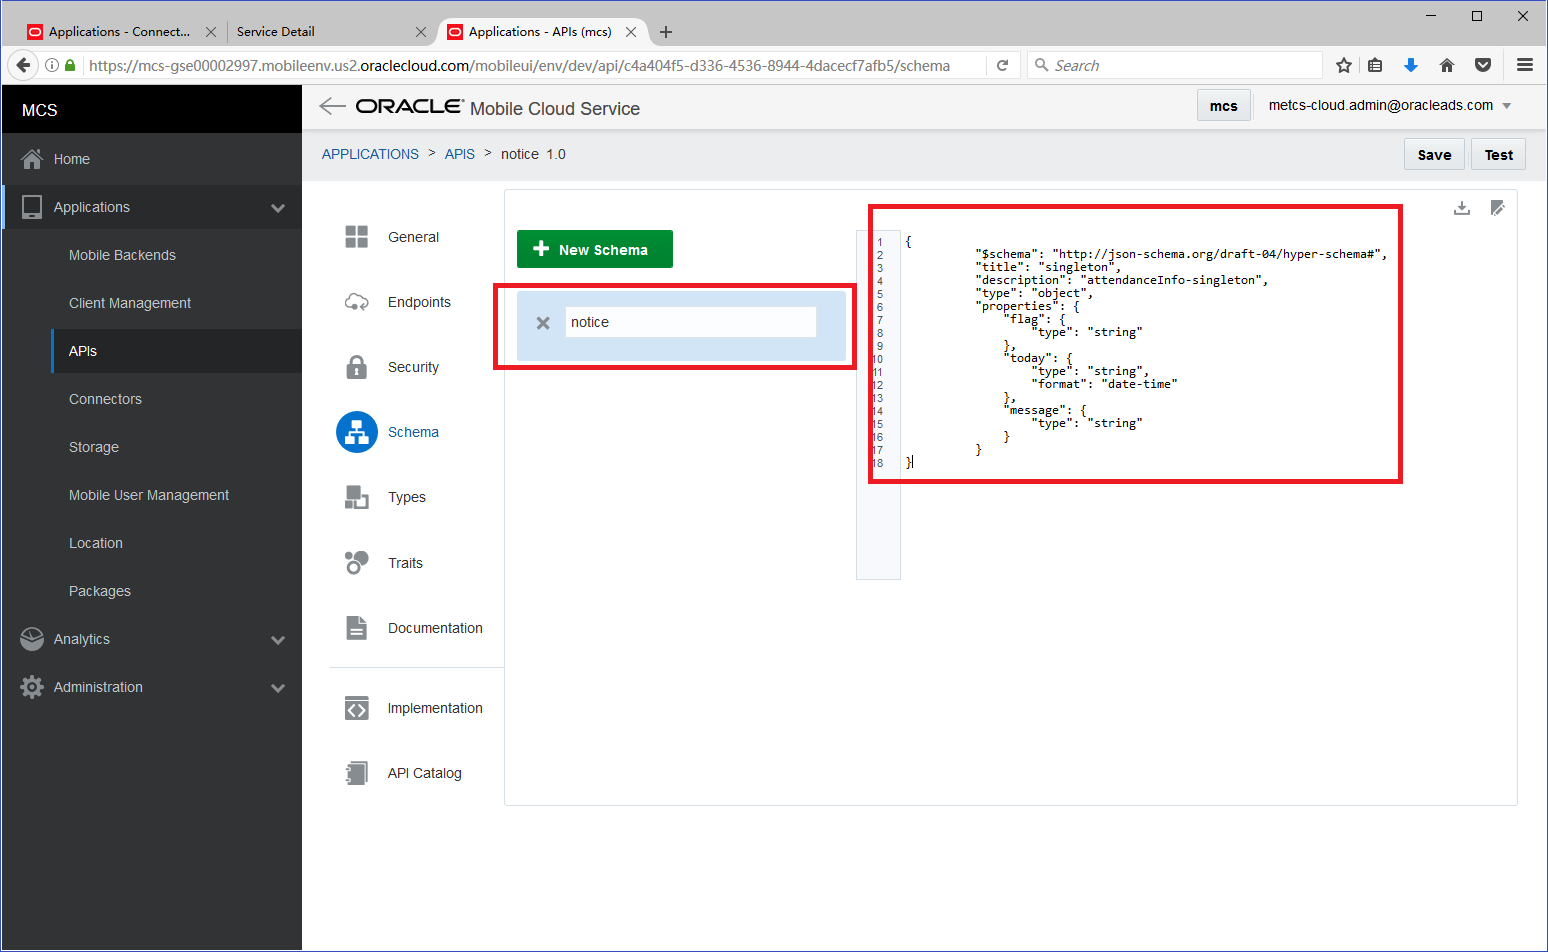 Applications - Connect...
Service Detail
Applications - APIs (mcs)
https://mcs-gse00002997.mobileenv.us2.oraclecloud.com/mobileui/env/dev/api/c4a404f5-d336-4536-8944-4dacecf7afb5/schema
Search
MCS
ORACLE Mobile Cloud Service
mcs
metcs-cloud.admin@oracleads.com
APPLICATIONS > APIS > notice 1.0
Save
Test
Home
Applications
Mobile Backends
Client Management
APIs
Connectors
Storage
Mobile User Management
Location
Packages
Analytics
Administration
General
Endpoints
Security
Schema
Types
Traits
Documentation
Implementation
API Catalog
New Schema
notice
1 {
2 "$schema": "http://json-schema.org/draft-04/hyper-schema#",
3 "title": "singleton",
4 "description": "attendanceInfo-singleton",
5 "type": "object",
6 "properties": {
7 "flag": {
8 "type": "string"
9 },
10 "today": {
11 "type": "string",
12 "format": "date-time"
13 },
14 "message": {
15 "type": "string"
16 }
17 }
18 }